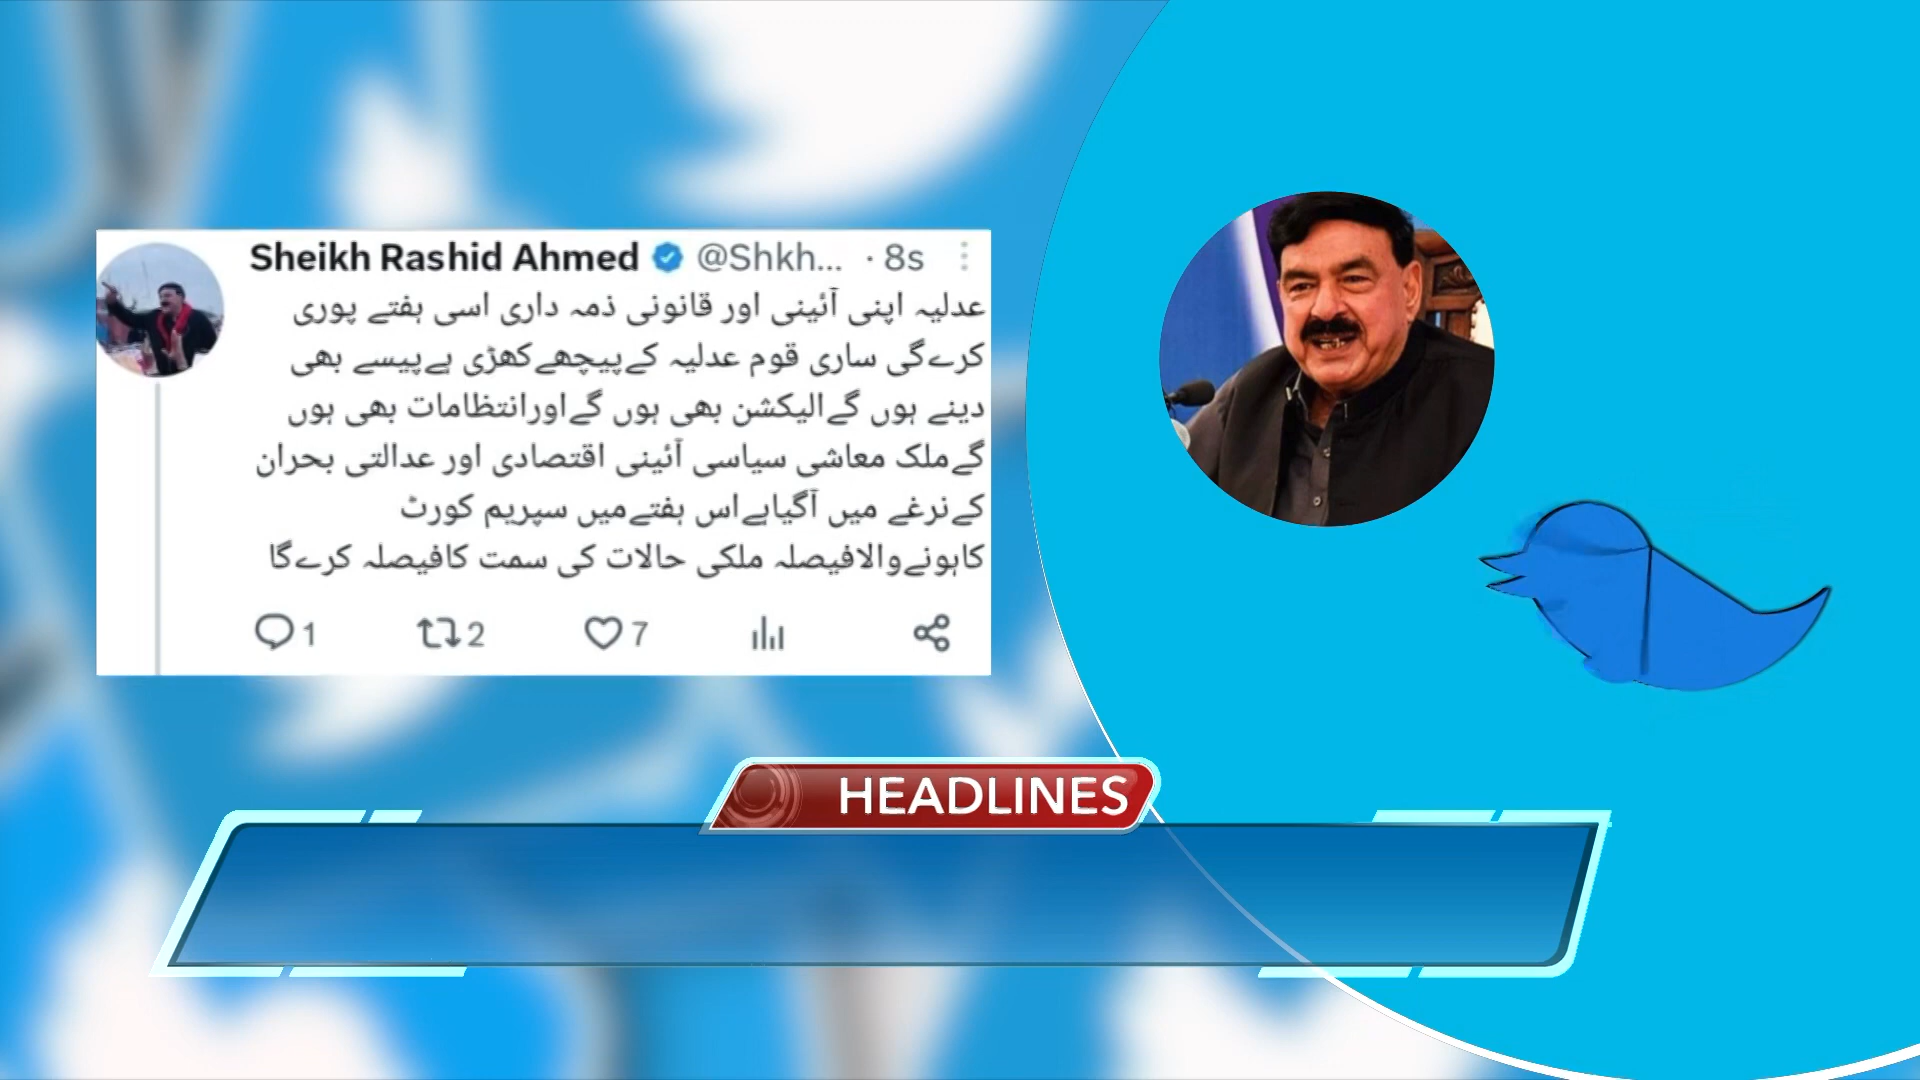 Sheikh Rashid Ahmed @Shkh... · 8s
عدلیہ اپنی آئینی اور قانونی ذمہ داری اسی ہفتے پوری
کرےگی ساری قوم عدلیہ کےپیچھےکھڑی ہےپیسے بھی
دینے ہوں گےالیکشن بھی ہوں گےاورانتظامات بھی ہوں
گےملک معاشی سیاسی آئینی اقتصادی اور عدالتی بحران
کےنرغے میں آگیاہےاس ہفتےمیں سپریم کورٹ
کاہونےوالافیصلہ ملکی حالات کی سمت کافیصلہ کرےگا
1 2 7
HEADLINES